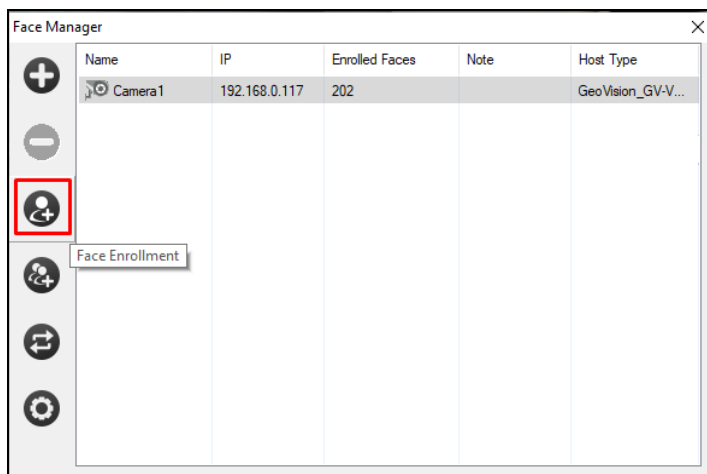 Face Manager
Name IP Enrolled Faces Note Host Type
Camera1 192.168.0.117 202 GeoVision_GV-V...
Face Enrollment